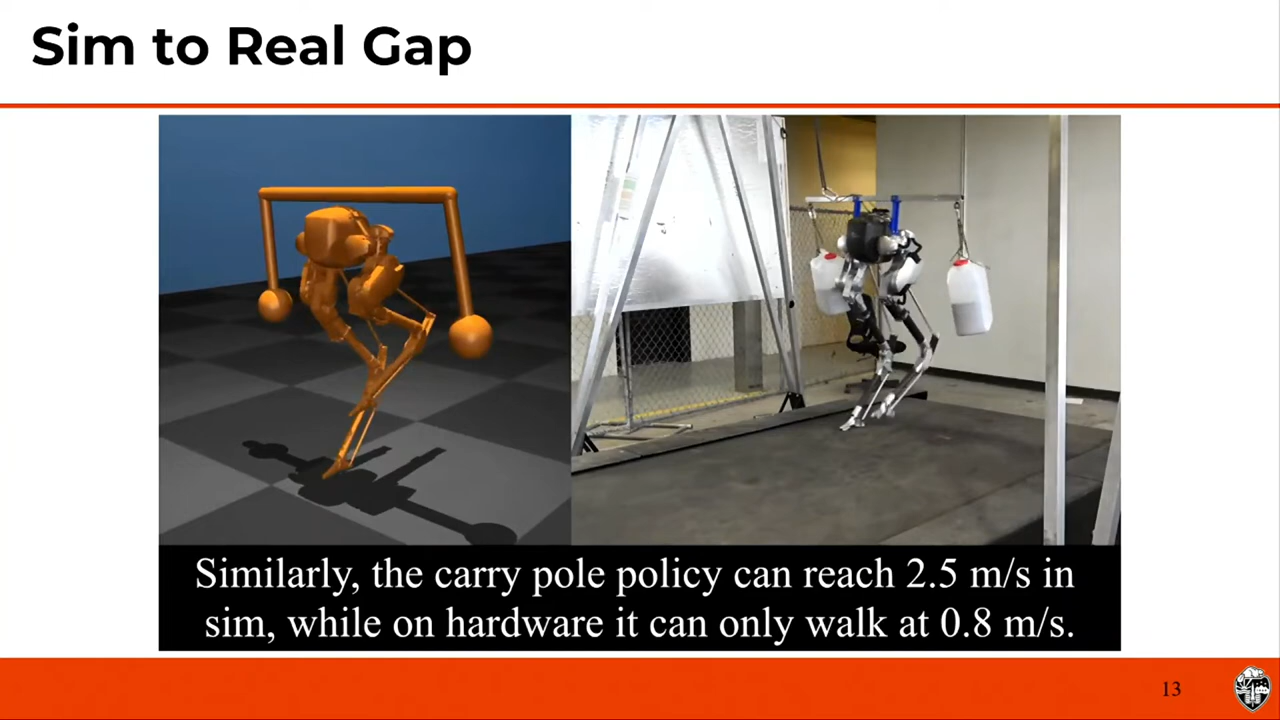 Sim to Real Gap
Similarly, the carry pole policy can reach 2.5 m/s in
sim, while on hardware it can only walk at 0.8 m/s.
13